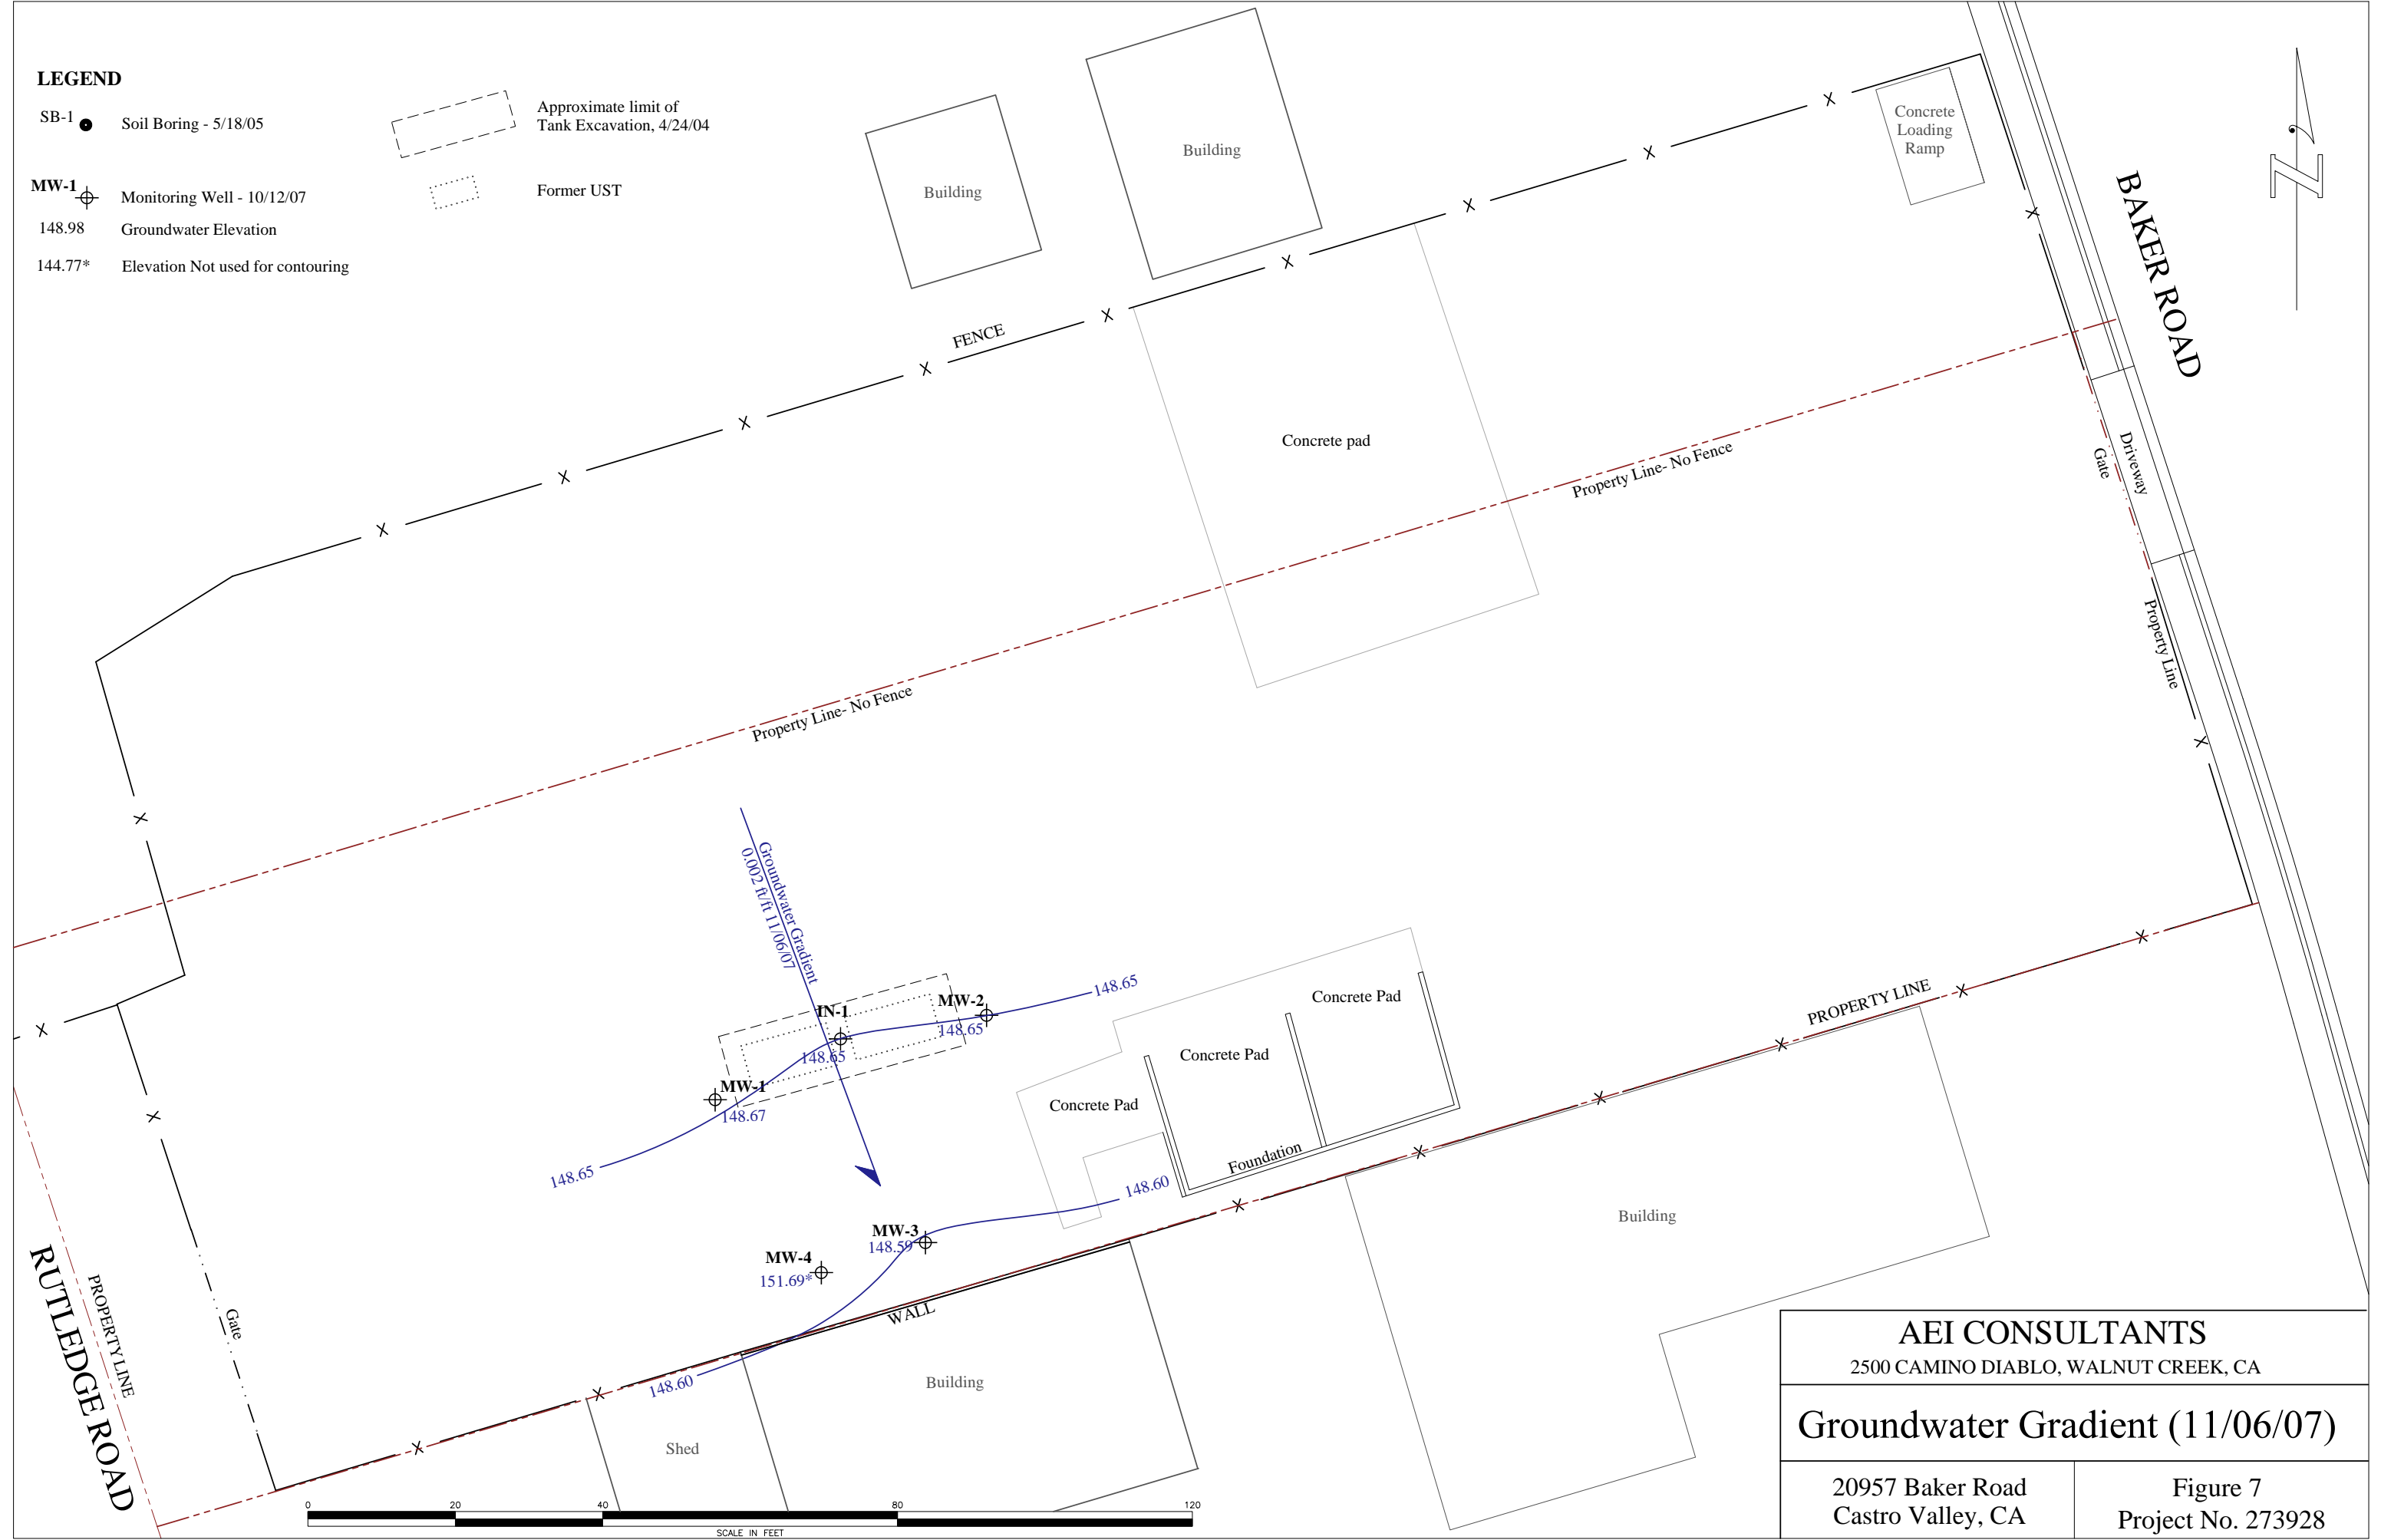 LEGEND
SB-1
Soil Boring - 5/18/05
MW-1
Monitoring Well - 10/12/07
148.98
Groundwater Elevation
144.77*
Elevation Not used for contouring
Approximate limit of
Tank Excavation, 4/24/04
Former UST
Building
Building
Concrete
Loading
Ramp
N
BAKER ROAD
FENCE
Concrete pad
Property Line- No Fence
Driveway
Gate
Property Line
Property Line- No Fence
Groundwater Gradient
0.002 ft/ft 11/06/07
IN-1
148.65
MW-2
148.65
148.65
MW-1
148.67
148.65
Concrete Pad
Concrete Pad
Concrete Pad
Foundation
PROPERTY LINE
148.60
MW-3
148.59
MW-4
151.69*
WALL
148.60
Building
Building
Shed
Gate
PROPERTY LINE
RUTLEDGE ROAD
0 20 40 80 120
SCALE IN FEET
AEI CONSULTANTS
2500 CAMINO DIABLO, WALNUT CREEK, CA
Groundwater Gradient (11/06/07)
20957 Baker Road
Castro Valley, CA
Figure 7
Project No. 273928